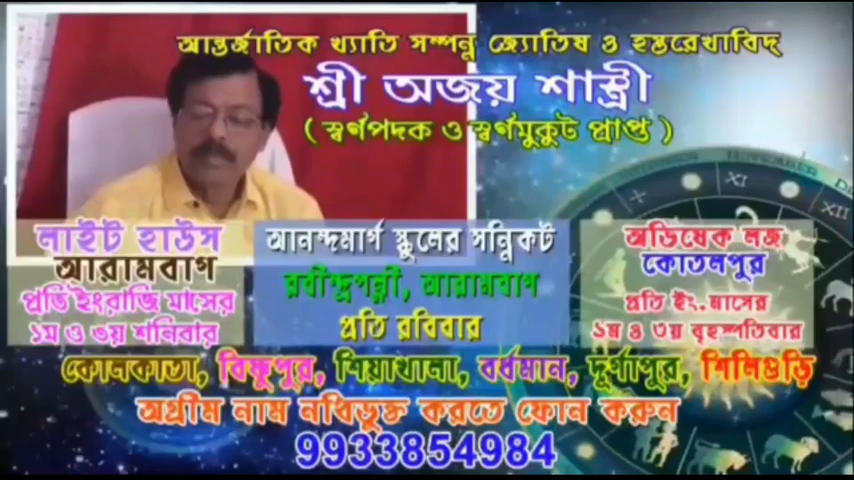 আন্তর্জাতিক খ্যাতি সম্পন্ন জ্যোতিষ ও হস্তরেখাবিদ্
শ্রী অজয় শাস্ত্রী
( স্বর্ণপদক ও স্বর্ণমুকুট প্রাপ্ত )
লাইট হাউস
আরামবাগ
প্রতি ইংরাজি মাসের
১ম ও ৩য় শনিবার
আনন্দমার্গ স্কুলের সন্নিকট
রবীন্দ্রপল্লী, আরামবাগ
প্রতি রবিবার
অভিষেক লজ
কোতলপুর
প্রতি ইং.মাসের
১ম ও ৩য় বৃহস্পতিবার
কোলকাতা, বিষ্ণুপুর, শিয়াখালা, বর্ধমান, দূর্গাপুর, শিলিগুড়ি
অগ্রীম নাম নথিভুক্ত করতে ফোন করুন
9933854984
XI
XII